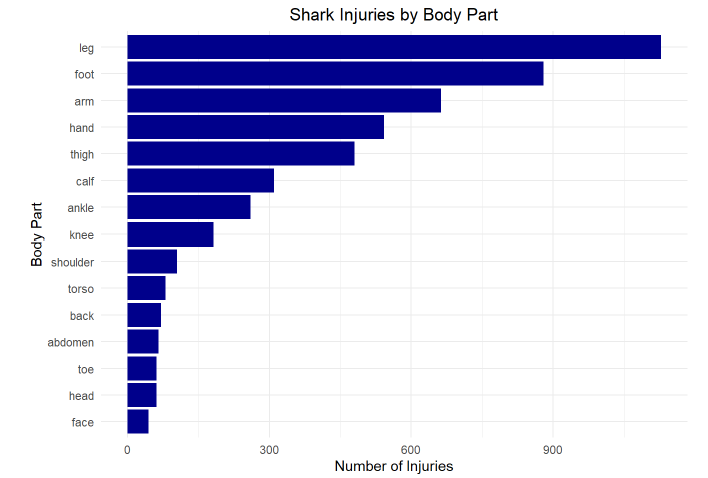 Shark Injuries by Body Part
Body Part
leg
foot
arm
hand
thigh
calf
ankle
knee
shoulder
torso
back
abdomen
toe
head
face
0 300 600 900
Number of Injuries